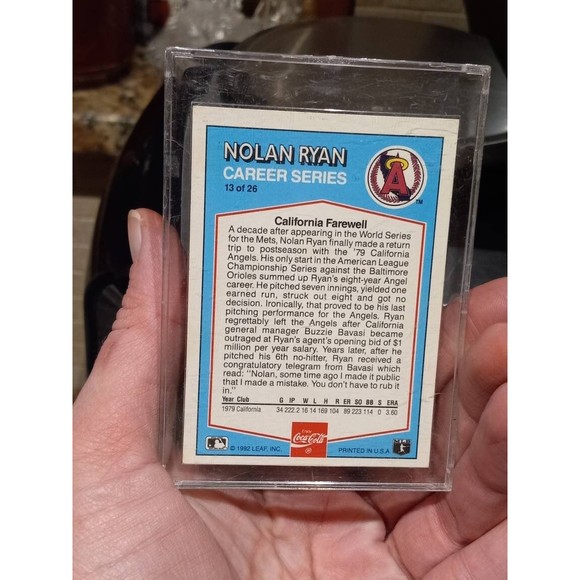 NOLAN RYAN
CAREER SERIES
13 of 26
A
TM
California Farewell
A decade after appearing in the World Series
for the Mets, Nolan Ryan finally made a return
trip to postseason with the '79 California
Angels. His only start in the American League
Championship Series against the Baltimore
Orioles summed up Ryan's eight-year Angel
career. He pitched seven innings, yielded one
earned run, struck out eight and got no
decision. Ironically, that proved to be his last
pitching performance for the Angels. Ryan
regrettably left the Angels after California
general manager Buzzie Bavasi became
outraged at Ryan's agent's opening bid of $1
million per year salary. Years later, after he
pitched his 6th no-hitter, Ryan received a
congratulatory telegram from Bavasi which
read: "Nolan, some time ago I made it public
that I made a mistake. You don't have to rub it
in."
Year Club G IP W L H R ER SO BB S ERA
1979 California 34 222.2 16 14 169 104 89 223 114 0 3.60
Enjoy
Coca-Cola
®
© 1992 LEAF, INC.
PRINTED IN U.S.A.